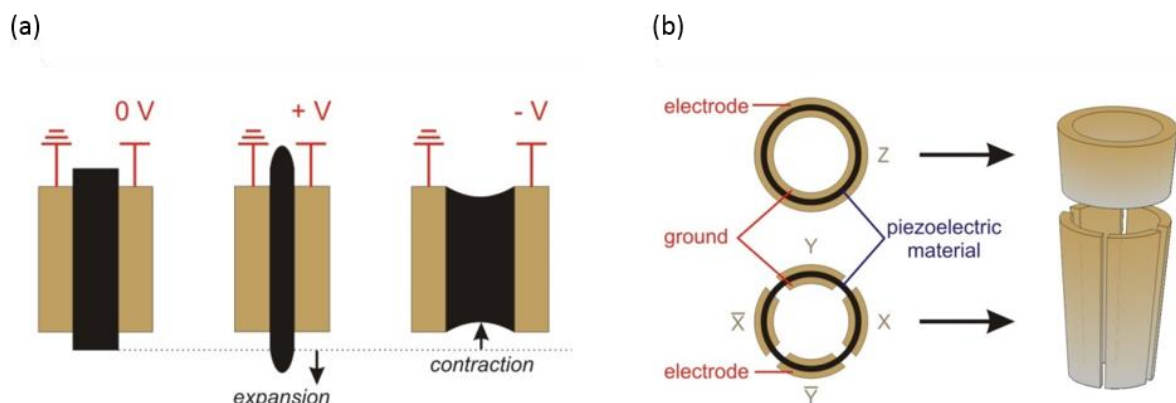 (a)
(b)
0 V
+ V
- V
expansion
contraction
electrode
Z
ground
piezoelectric
material
Y
X̅
X
electrode
Y̅